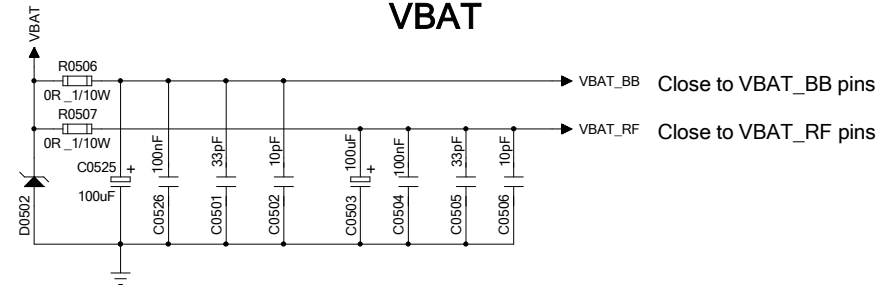 VBAT
VBAT
R0506
0R _1/10W
VBAT_BB
Close to VBAT_BB pins
R0507
0R _1/10W
VBAT_RF
Close to VBAT_RF pins
D0502
C0525
+
100uF
100nF
C0526
33pF
C0501
10pF
C0502
100uF
+
C0503
100nF
C0504
33pF
C0505
10pF
C0506